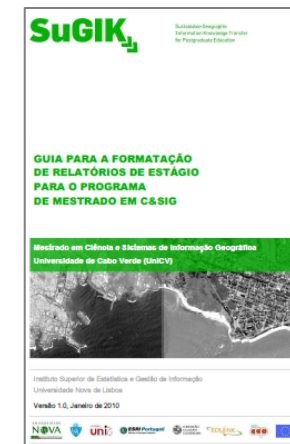 SuGIK
Sustainable Geographic
Information Knowledge Transfer
for Postgraduate Education
GUIA PARA A FORMATAÇÃO
DE RELATÓRIOS DE ESTÁGIO
PARA O PROGRAMA
DE MESTRADO EM C&SIG
Mestrado em Ciência e Sistemas de Informação Geográfica
Universidade de Cabo Verde (UniCV)
Instituto Superior de Estatística e Gestão de Informação
Universidade Nova de Lisboa
Versão 1.0, Janeiro de 2010
NOVA
uni
ESRI Portugal
EDULINK